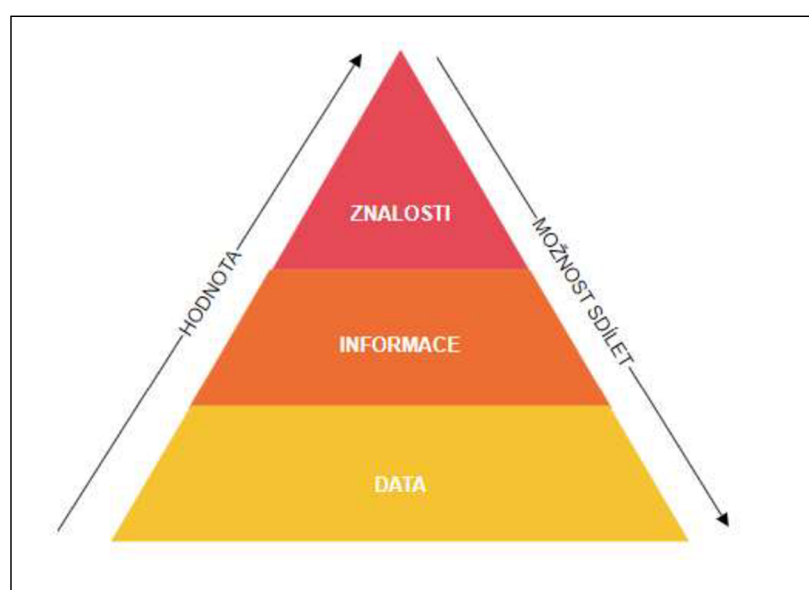 ZNALOSTI
HODNOTA
MOŽNOST SDÍLET
INFORMACE
DATA